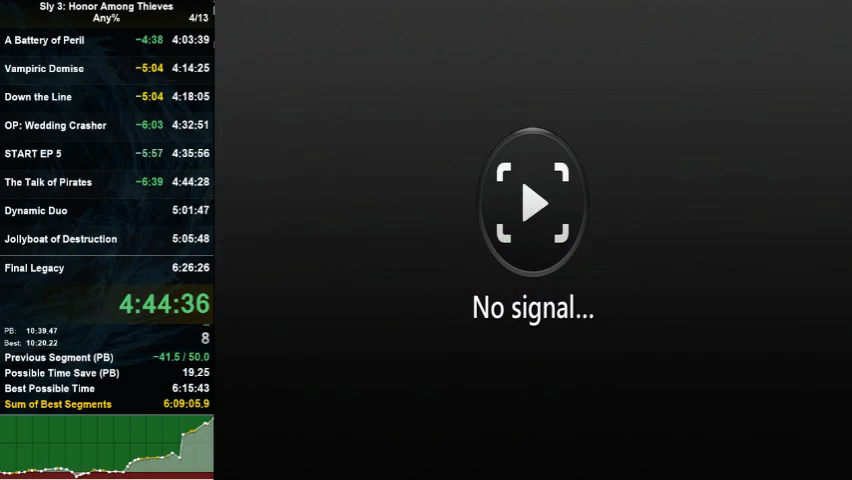 Sly 3: Honor Among Thieves
Any% 4/13
A Battery of Peril −4:38 4:03:39
Vampiric Demise −5:04 4:14:25
Down the Line −5:04 4:18:05
OP: Wedding Crasher −6:03 4:32:51
START EP 5 −5:57 4:35:56
The Talk of Pirates −6:39 4:44:28
Dynamic Duo 5:01:47
Jollyboat of Destruction 5:05:48
Final Legacy 6:26:26
4:44:36
PB: 10:39.47
Best: 10:20.22
8
Previous Segment (PB) −41.5 / 50.0
Possible Time Save (PB) 19.25
Best Possible Time 6:15:43
Sum of Best Segments 6:09:05.9
No signal...